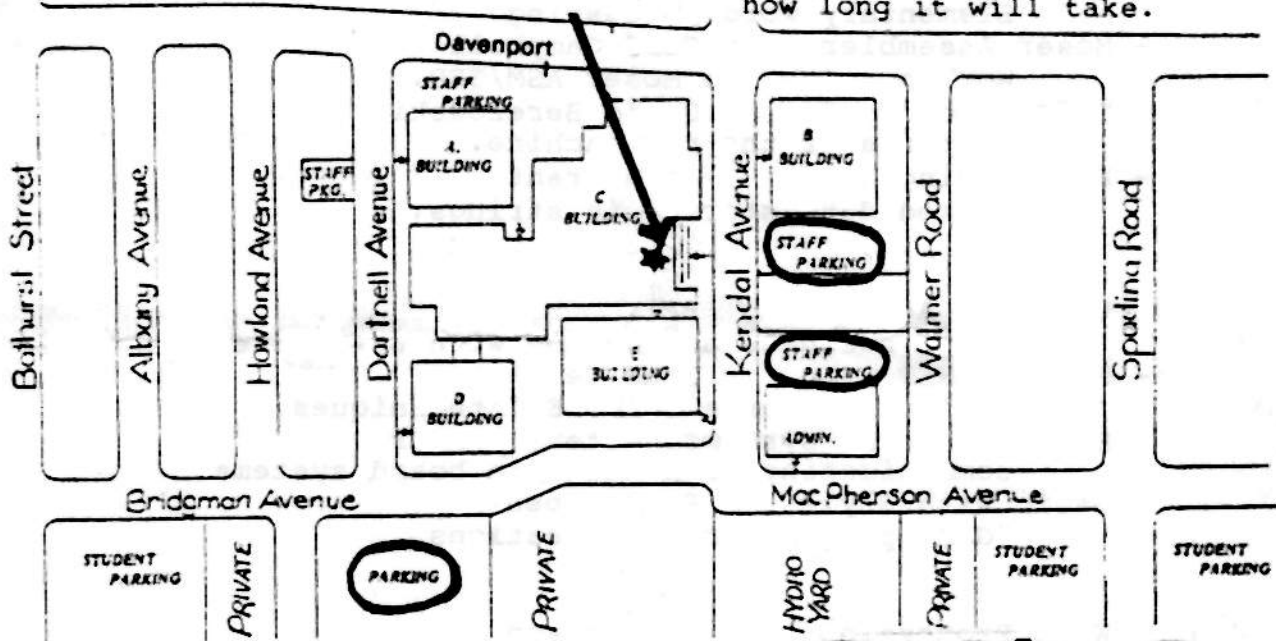 how long it will take.
Davenport
STAFF
PARKING
A.
BUILDING
B
BUILDING
STAFF
PKG.
C
BUILDING
Bathurst Street
Albany Avenue
Howland Avenue
Dartnell Avenue
Kendal Avenue
Walmer Road
Spadina Road
STAFF
PARKING
STAFF
PARKING
E
BUILDING
D
BUILDING
ADMIN.
Bridgman Avenue
MacPherson Avenue
STUDENT
PARKING
PRIVATE
PARKING
PRIVATE
HYDRO
YARD
PRIVATE
STUDENT
PARKING
STUDENT
PARKING